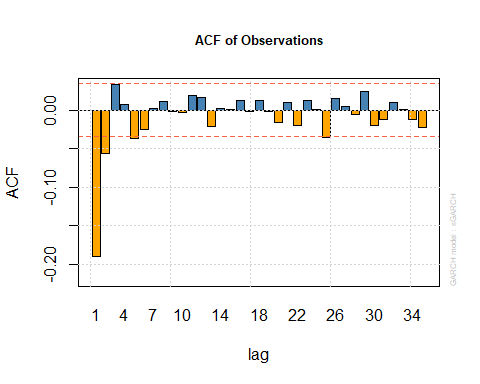 ACF of Observations
ACF
0.00
-0.10
-0.20
1 4 7 10 14 18 22 26 30 34
lag
GARCH model : sGARCH